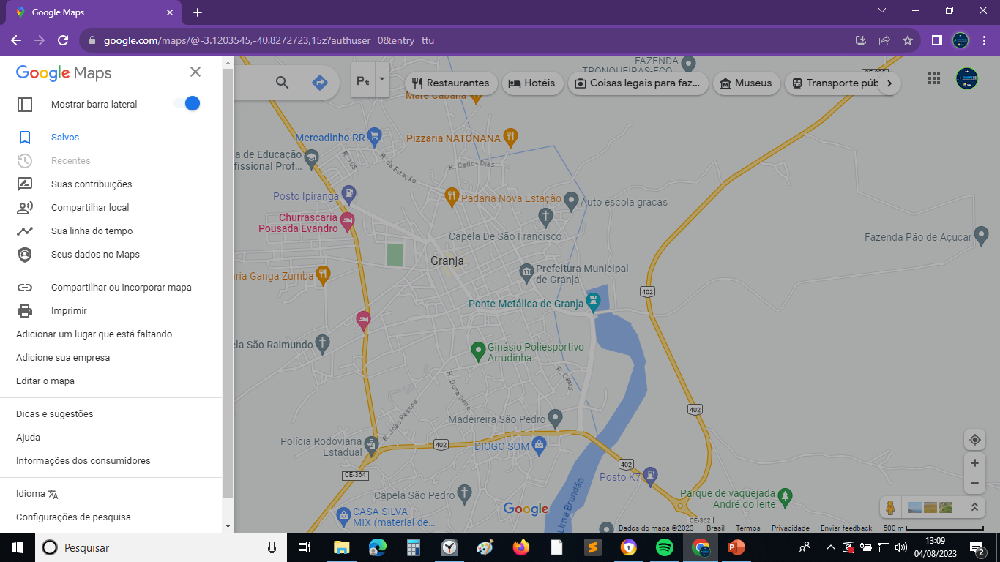 Google Maps
google.com/maps/@-3.1203545,-40.8272723,15z?authuser=0&entry=ttu
Google Maps
Mostrar barra lateral
Salvos
Recentes
Suas contribuições
Compartilhar local
Sua linha do tempo
Seus dados no Maps
Compartilhar ou incorporar mapa
Imprimir
Adicionar um lugar que está faltando
Adicione sua empresa
Editar o mapa
Dicas e sugestões
Ajuda
Informações dos consumidores
Idioma
Configurações de pesquisa
Restaurantes
Hotéis
Coisas legais para faz...
Museus
Transporte púb
FAZENDA
TRONQUEIRAS-EGO
Mare Cabana
Mercadinho RR
Pizzaria NATONANA
a de Educação
fissional Prof...
R. 105
R. da Estação
R. Carlos Dias
Posto Ipiranga
Padaria Nova Estação
Auto escola gracas
Churrascaria
Pousada Evandro
Capela De São Francisco
Fazenda Pão de Açúcar
Granja
Prefeitura Municipal
de Granja
ria Ganga Zumba
402
Ponte Metálica de Granja
ela São Raimundo
Ginásio Poliesportivo
Arrudinha
R. Dona Irene
R. Ceará
R. João Pessoa
402
Madeireira São Pedro
Polícia Rodoviaria
Estadual
402
DIOGO SOM
402
CE-364
Posto K7
Lima Brandão
Capela São Pedro
Parque de vaquejada
André do leite
CASA SILVA
MIX (material de...
Google
CE-362
Dados do mapa ©2023
Brasil
Termos
Privacidade
Enviar feedback
500 m
Pesquisar
13:09
04/08/2023
2